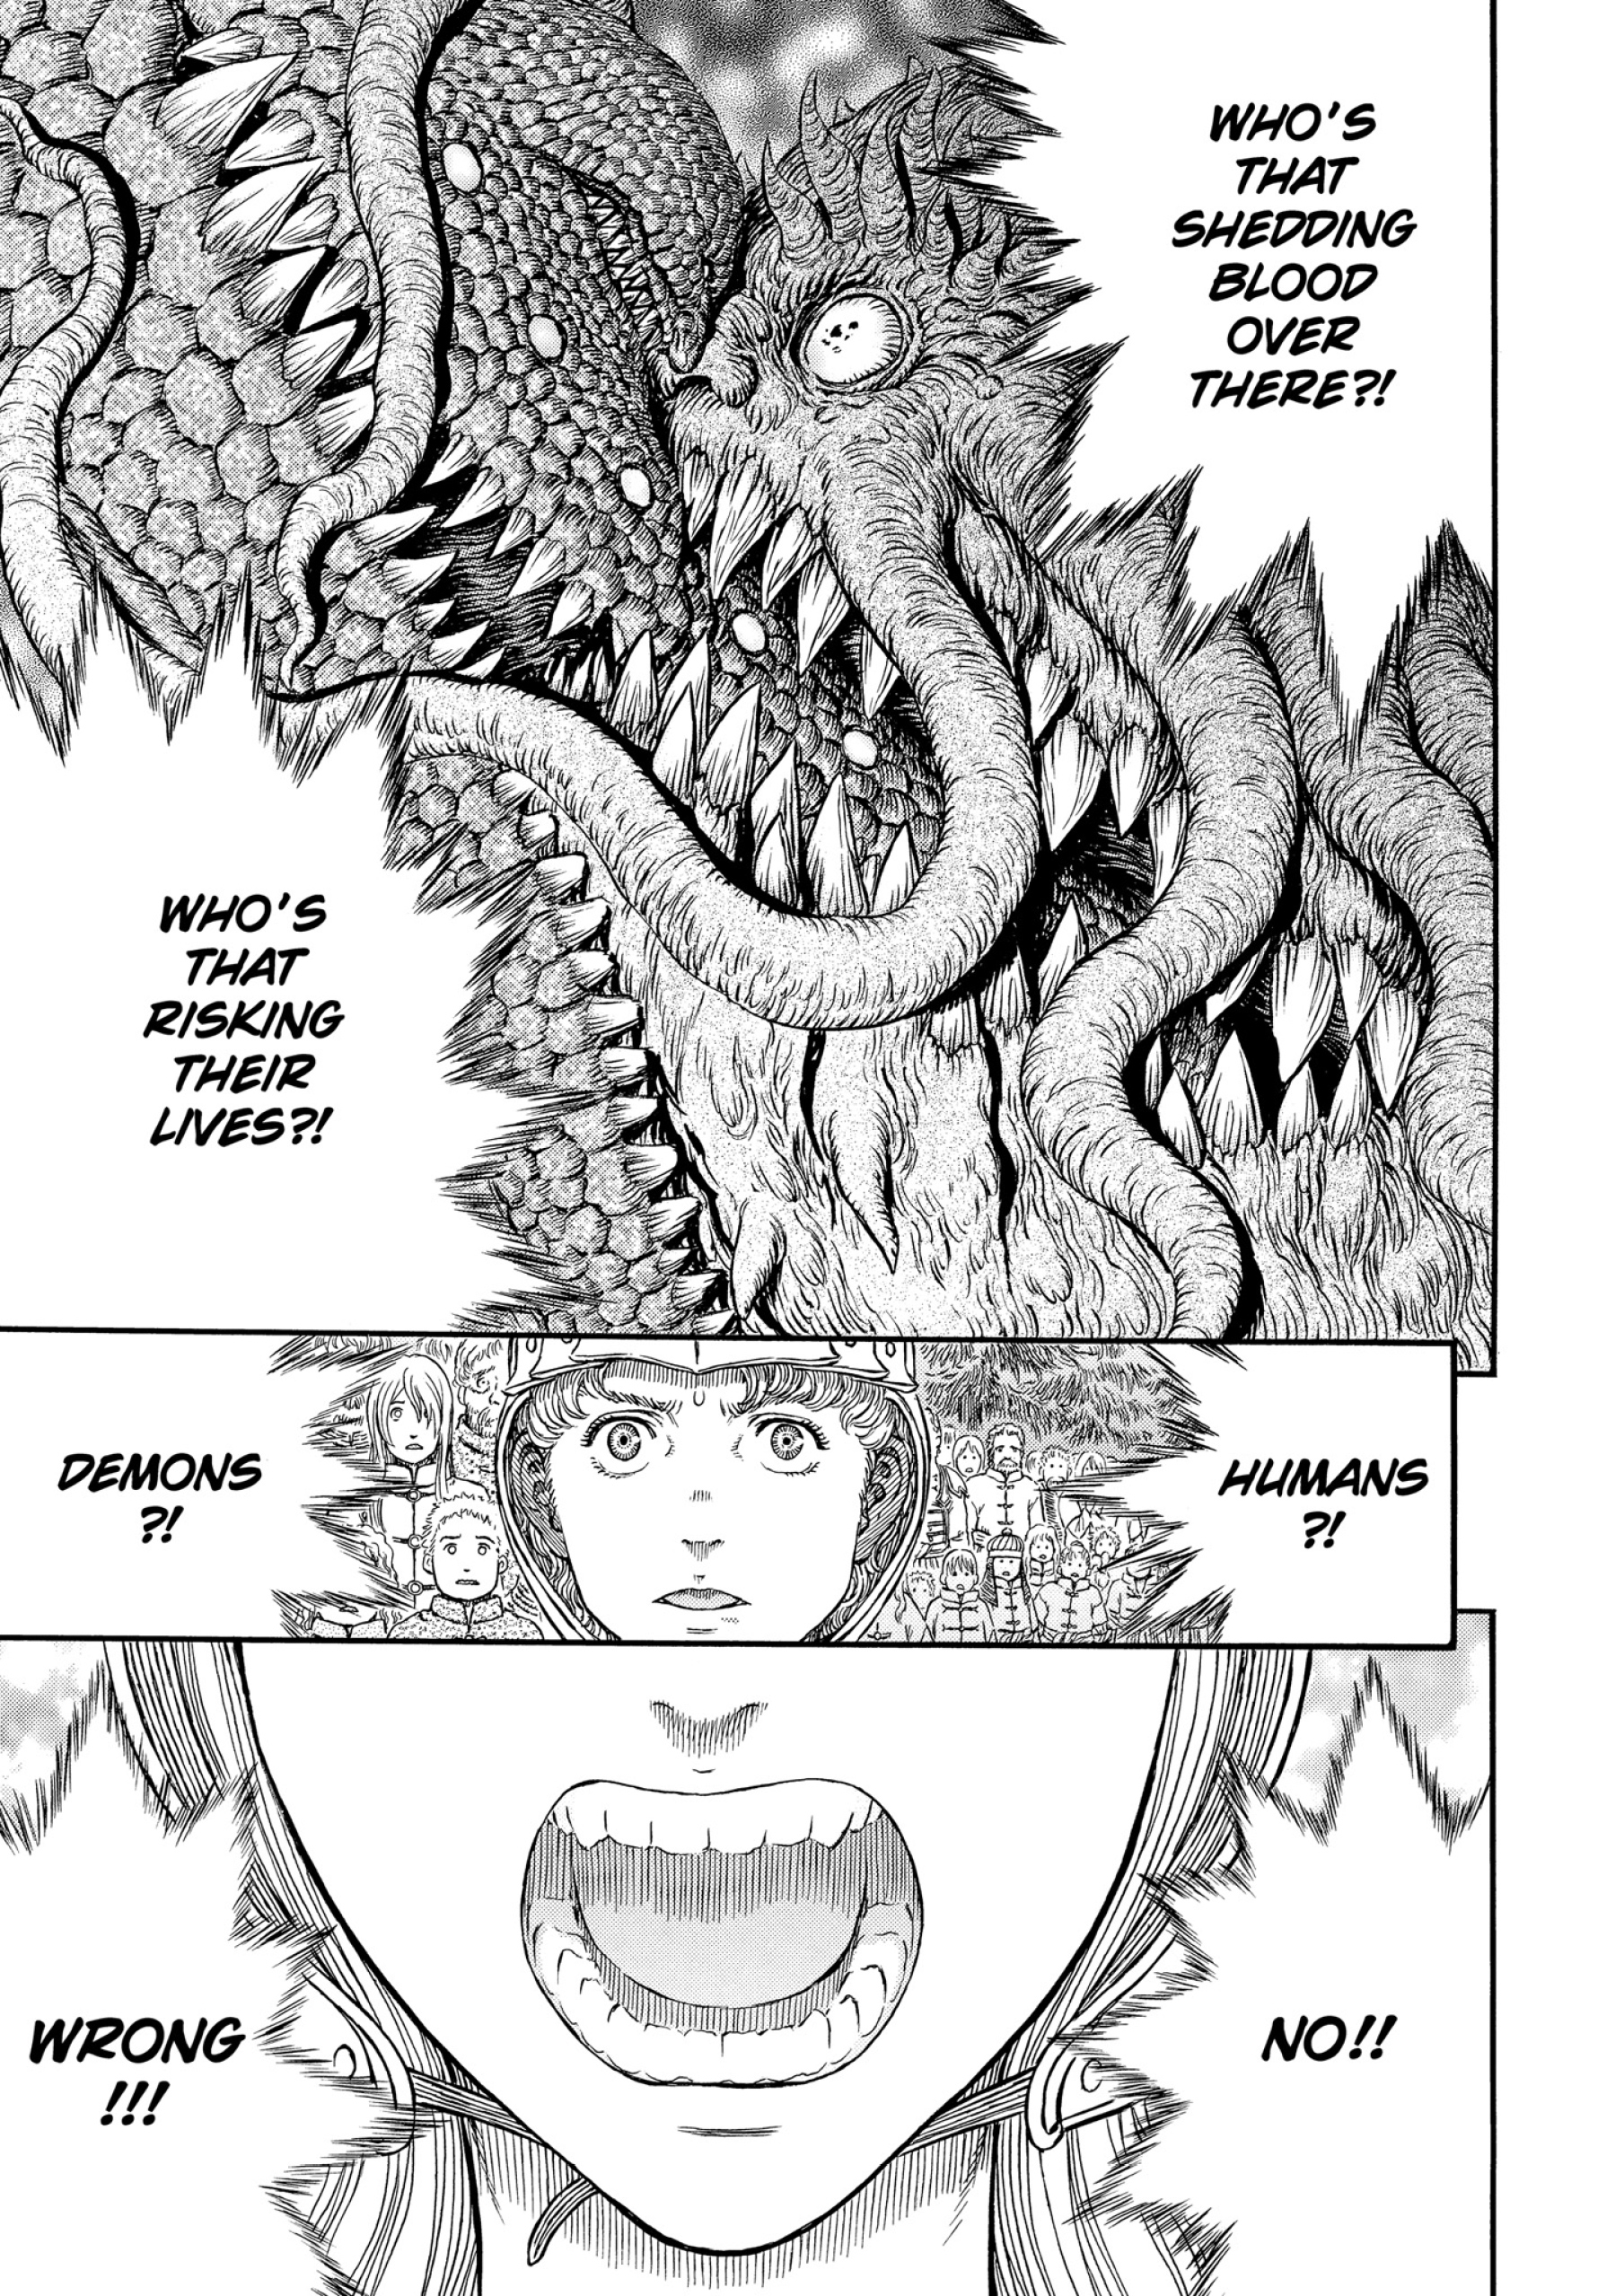 WHO'S
THAT
SHEDDING
BLOOD
OVER
THERE?!
WHO'S
THAT
RISKING
THEIR
LIVES?!
HUMANS
?!
DEMONS
?!
NO!!
WRONG
!!!